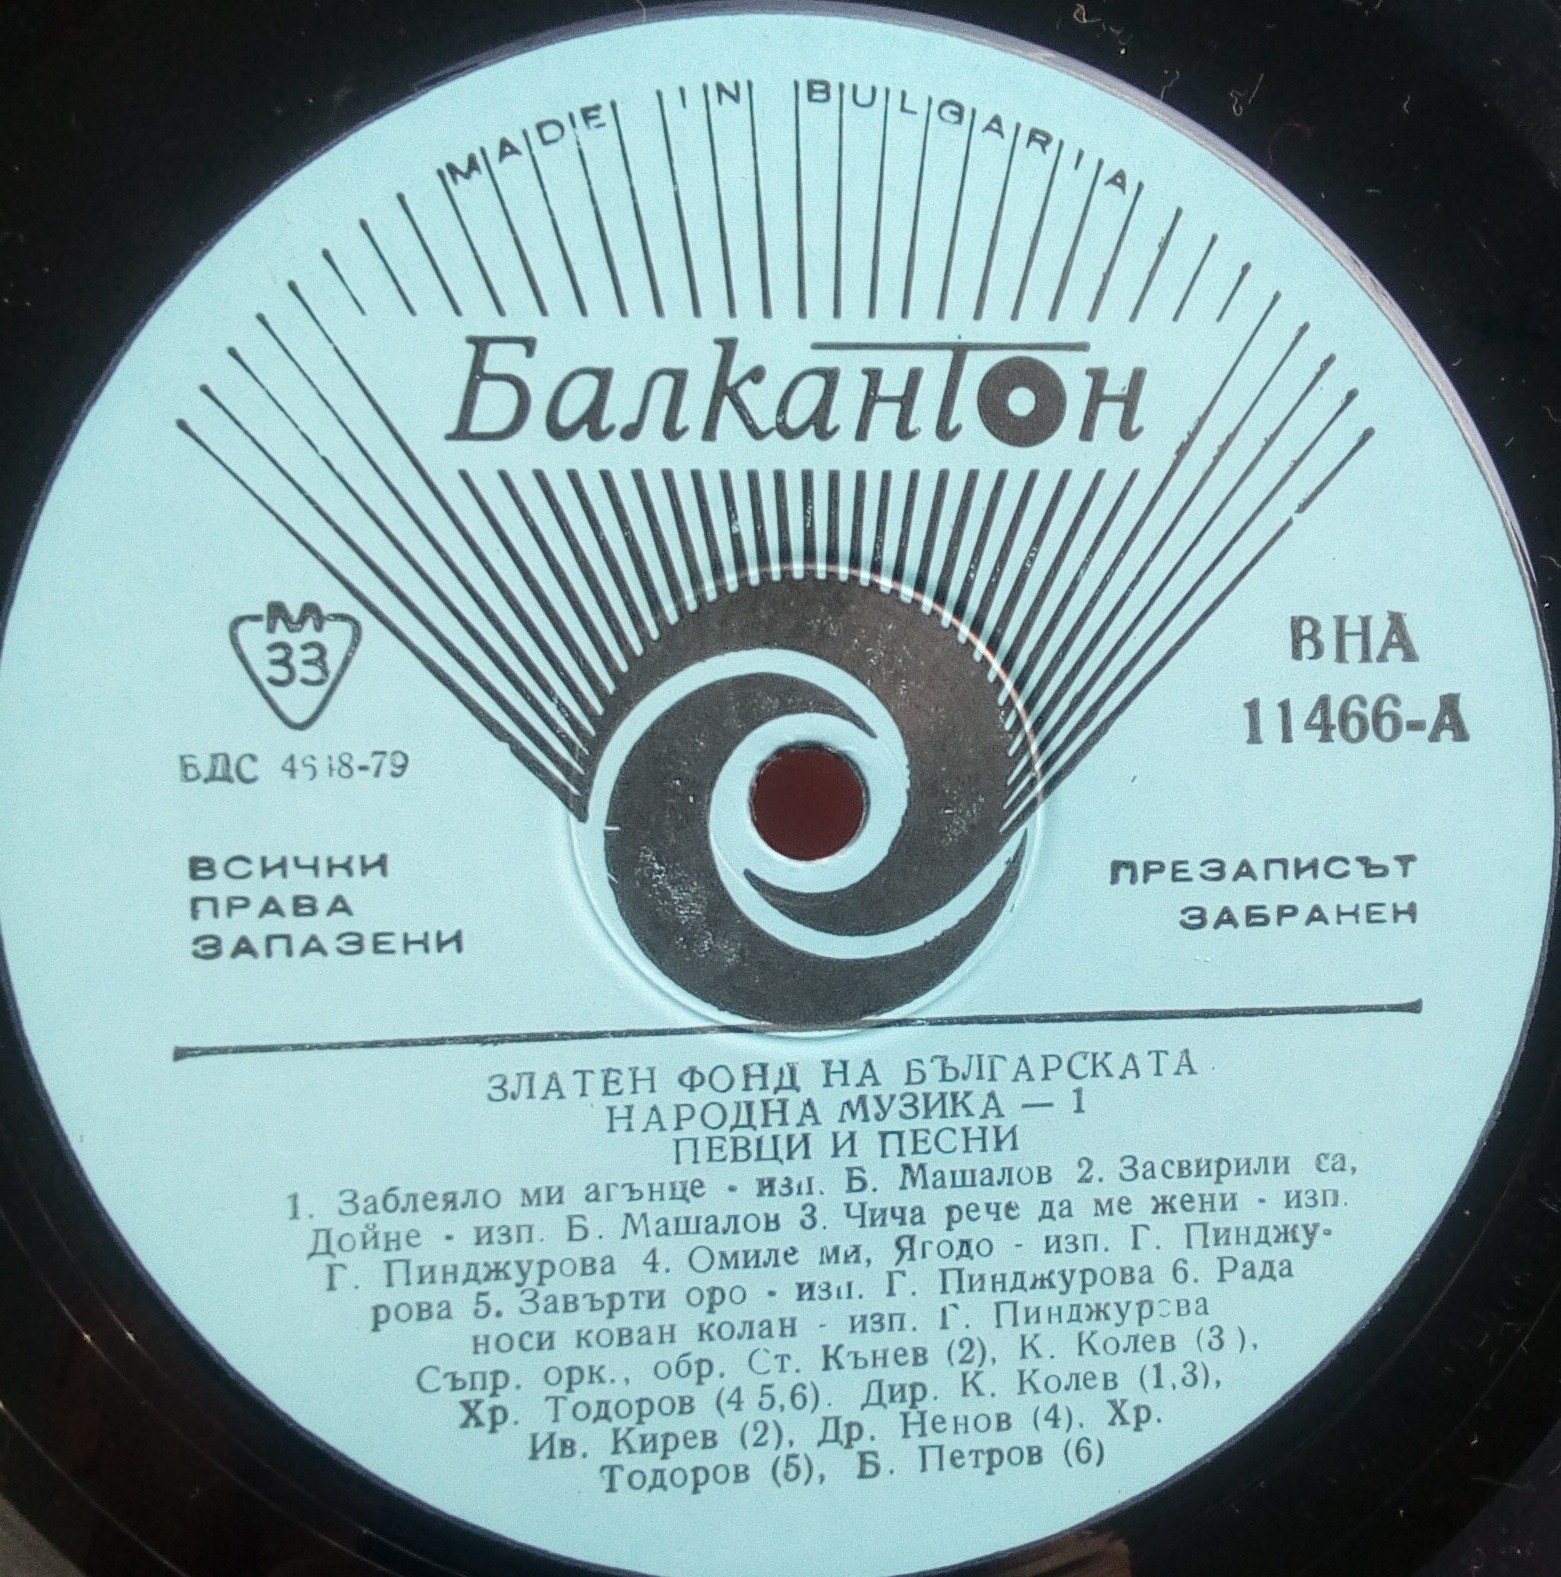 MADE IN BULGARIA
Балкантон
М
33
БДС
ВНА
11466-А
ВСИЧКИ
ПРАВА
ЗАПАЗЕНИ
ПРЕЗАПИСЪТ
ЗАБРАНЕН
ЗЛАТЕН ФОНД НА БЪЛГАРСКАТА
НАРОДНА МУЗИКА — 1
ПЕВЦИ И ПЕСНИ
1. Заблеяло ми агънце - изп. Б. Машалов 2. Засвирили са,
Дойне - изп. Б. Машалов 3. Чича рече да ме жени - изп.
Г. Пинджурова 4. Омиле ми, Ягодо - изп. Г. Пинджу-
рова 5. Завърти оро - изп. Г. Пинджурова 6. Рада
носи кован колан - изп. Г. Пинджурова
Съпр. орк., обр. Ст. Кънев (2), К. Колев (3),
Хр. Тодоров (4 5,6). Дир. К. Колев (1,3),
Ив. Кирев (2), Др. Ненов (4), Хр.
Тодоров (5), Б. Петров (6)